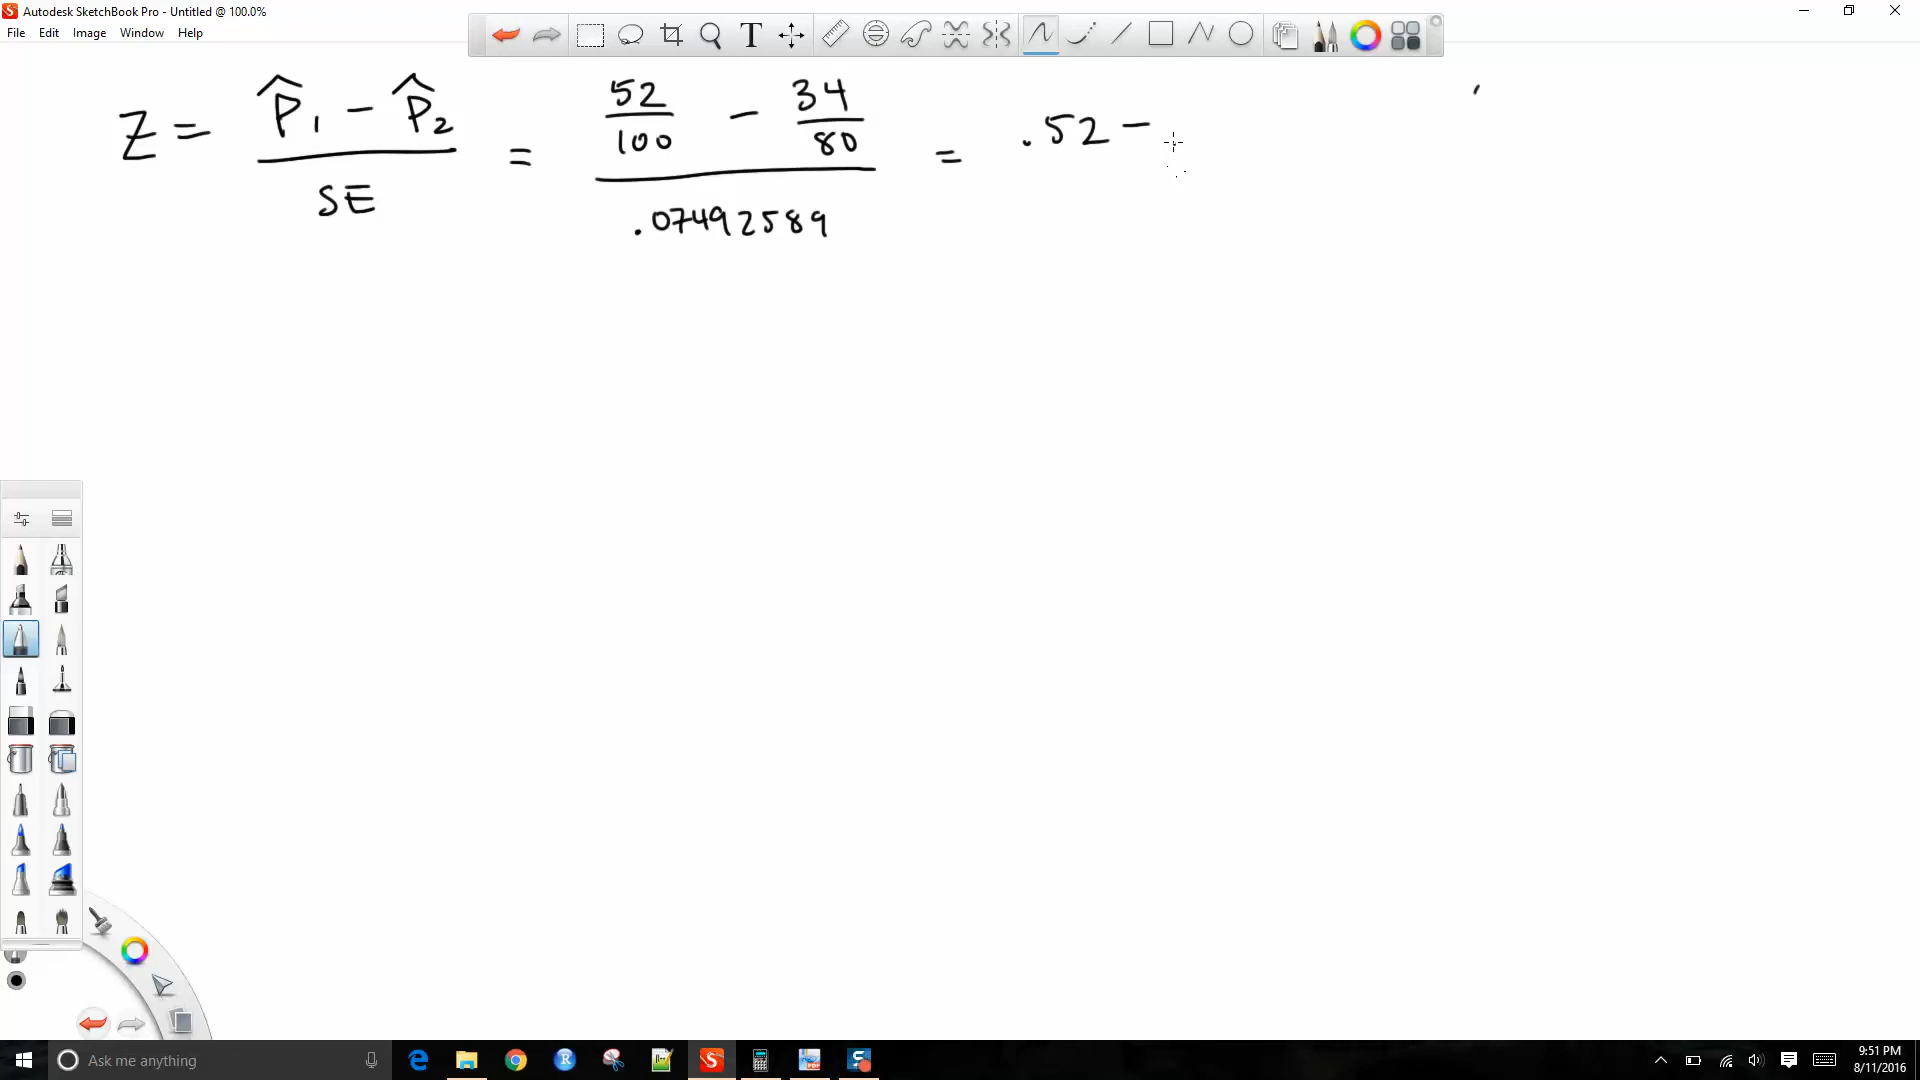 Autodesk SketchBook Pro - Untitled @ 100.0%
File Edit Image Window Help
T
Z = P̂₁ - P̂₂ / SE = 52/100 - 34/80 / .07492589 = .52 -
Ask me anything
9:51 PM
8/11/2016